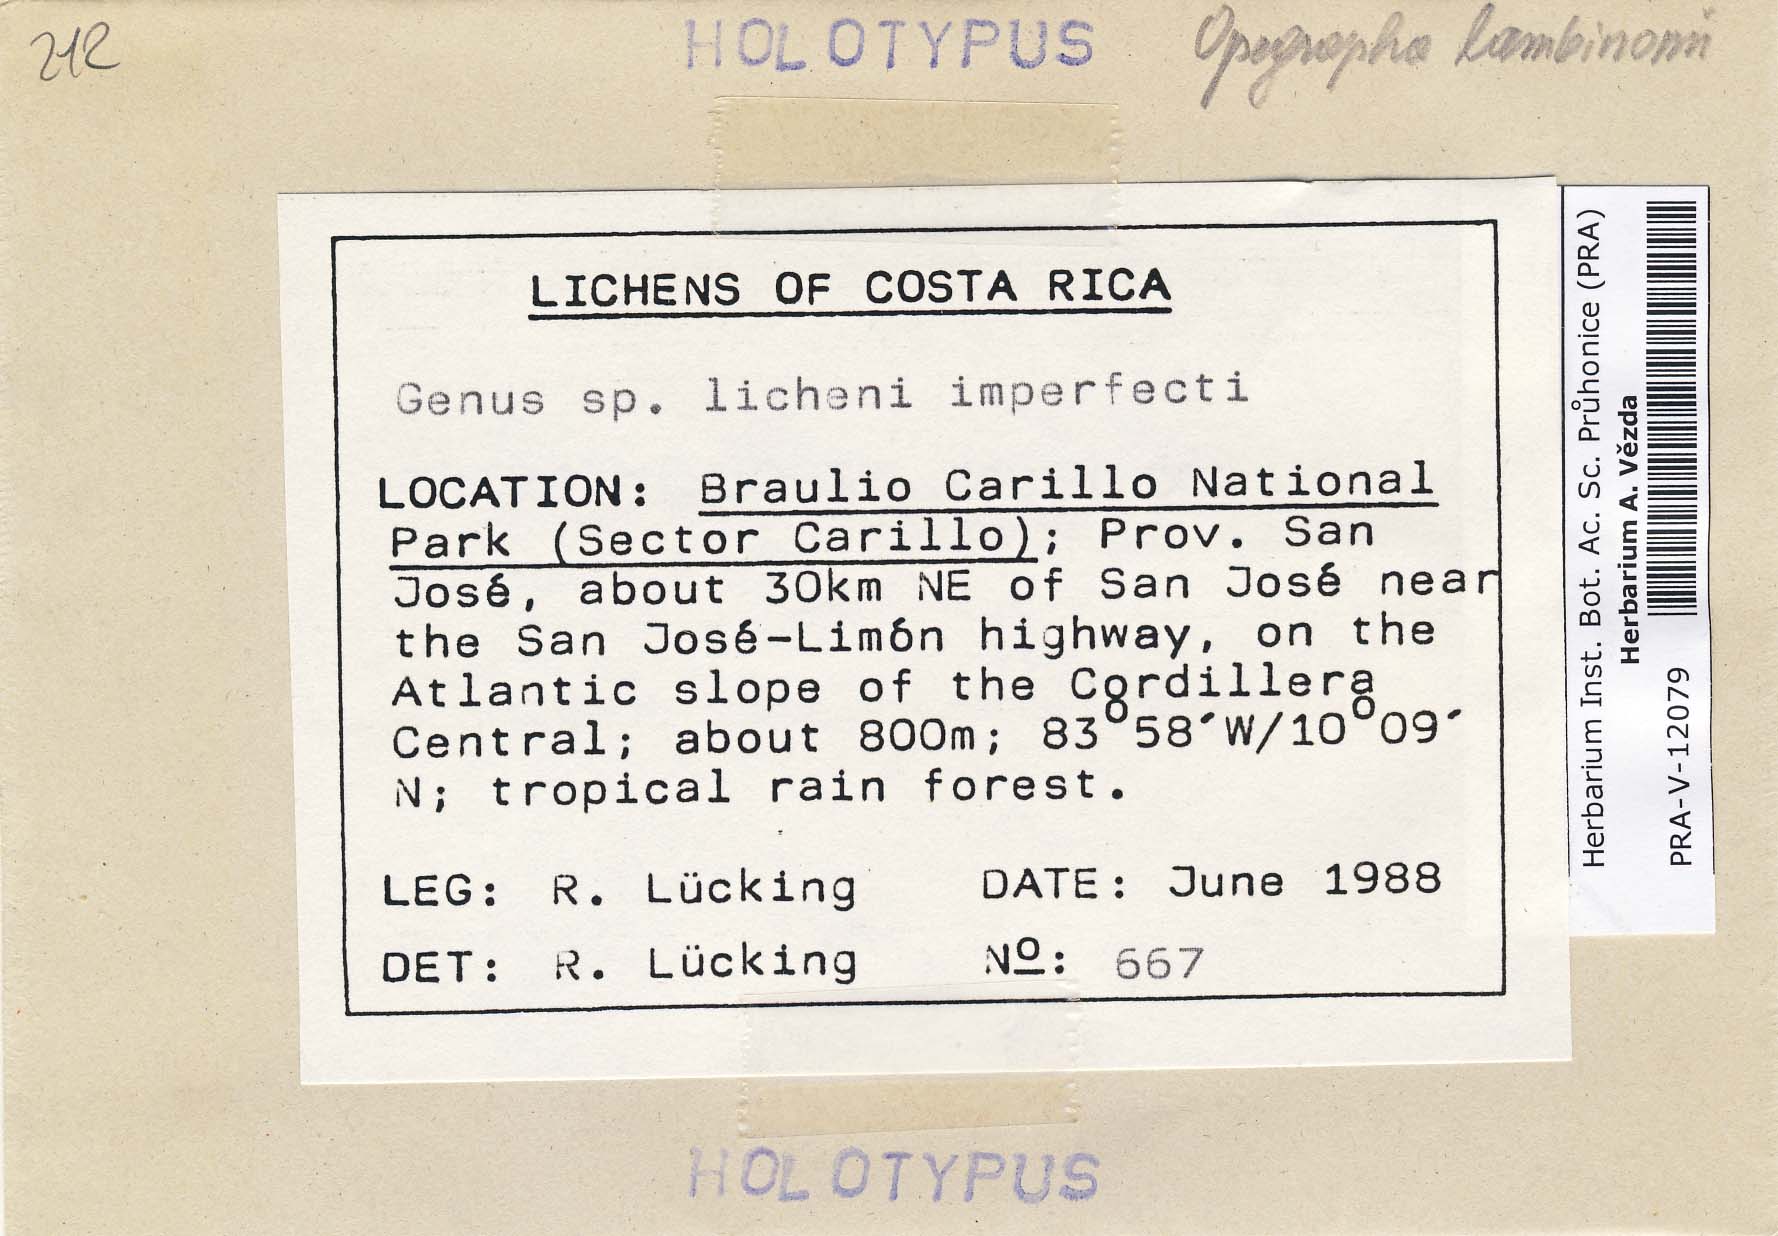 212
HOLOTYPUS
Opegrapha lambinonii
LICHENS OF COSTA RICA
Genus sp. licheni imperfecti
LOCATION: Braulio Carillo National
Park (Sector Carillo); Prov. San
José, about 30km NE of San José near
the San José-Limón highway, on the
Atlantic slope of the Cordillera
Central; about 800m; 83°58´W/10°09´
N; tropical rain forest.
LEG: R. Lücking DATE: June 1988
DET: R. Lücking Nº: 667
HOLOTYPUS
Herbarium Inst. Bot. Ac. Sc. Průhonice (PRA)
Herbarium A. Vězda
PRA-V-12079